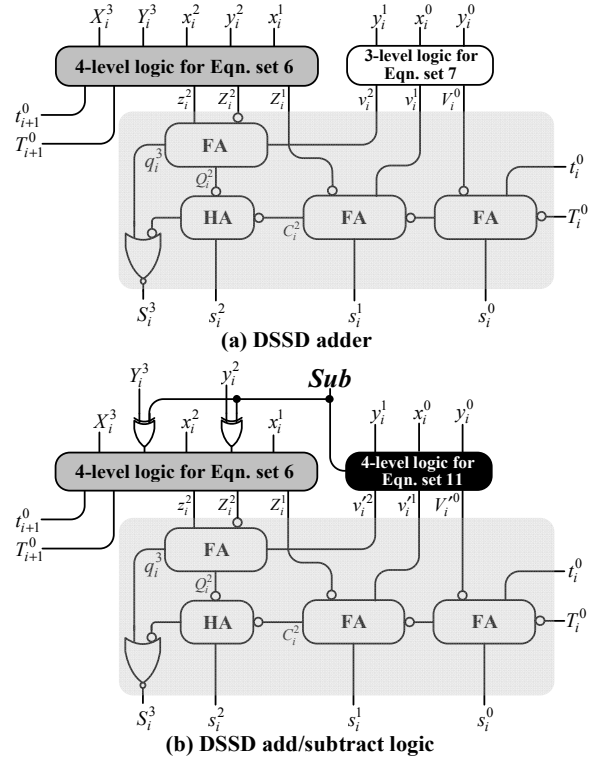 X_i^3 Y_i^3 x_i^2 y_i^2 x_i^1 y_i^1 x_i^0 y_i^0
4-level logic for Eqn. set 6
3-level logic for
Eqn. set 7
t_{i+1}^0
T_{i+1}^0
z_i^2 Z_i^2 Z_i^1 v_i^2 v_i^1 V_i^0
FA
q_i^3
Q_i^2
t_i^0
HA
C_i^2
FA
FA
T_i^0
S_i^3 s_i^2 s_i^1 s_i^0
(a) DSSD adder
Y_i^3 y_i^2 Sub
X_i^3 x_i^2 x_i^1 y_i^1 x_i^0 y_i^0
4-level logic for Eqn. set 6
4-level logic for
Eqn. set 11
t_{i+1}^0
T_{i+1}^0
z_i^2 Z_i^2 Z_i^1 v_i'^2 v_i'^1 V_i'^0
FA
q_i^3
Q_i^2
t_i^0
HA
C_i^2
FA
FA
T_i^0
S_i^3 s_i^2 s_i^1 s_i^0
(b) DSSD add/subtract logic